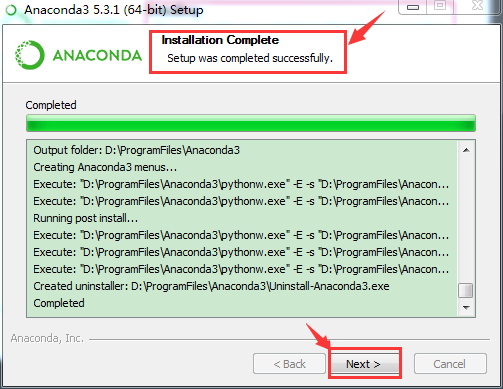 Anaconda3 5.3.1 (64-bit) Setup
ANACONDA
Installation Complete
Setup was completed successfully.
Completed
Output folder: D:\ProgramFiles\Anaconda3
Creating Anaconda3 menus...
Execute: "D:\ProgramFiles\Anaconda3\pythonw.exe" -E -s "D:\ProgramFiles\Anacon...
Execute: "D:\ProgramFiles\Anaconda3\pythonw.exe" -E -s "D:\ProgramFiles\Anacon...
Running post install...
Execute: "D:\ProgramFiles\Anaconda3\pythonw.exe" -E -s "D:\ProgramFiles\Anacon...
Execute: "D:\ProgramFiles\Anaconda3\pythonw.exe" -E -s "D:\ProgramFiles\Anacon...
Execute: "D:\ProgramFiles\Anaconda3\pythonw.exe" -E -s "D:\ProgramFiles\Anacon...
Created uninstaller: D:\ProgramFiles\Anaconda3\Uninstall-Anaconda3.exe
Completed
Anaconda, Inc.
< Back
Next >
Cancel